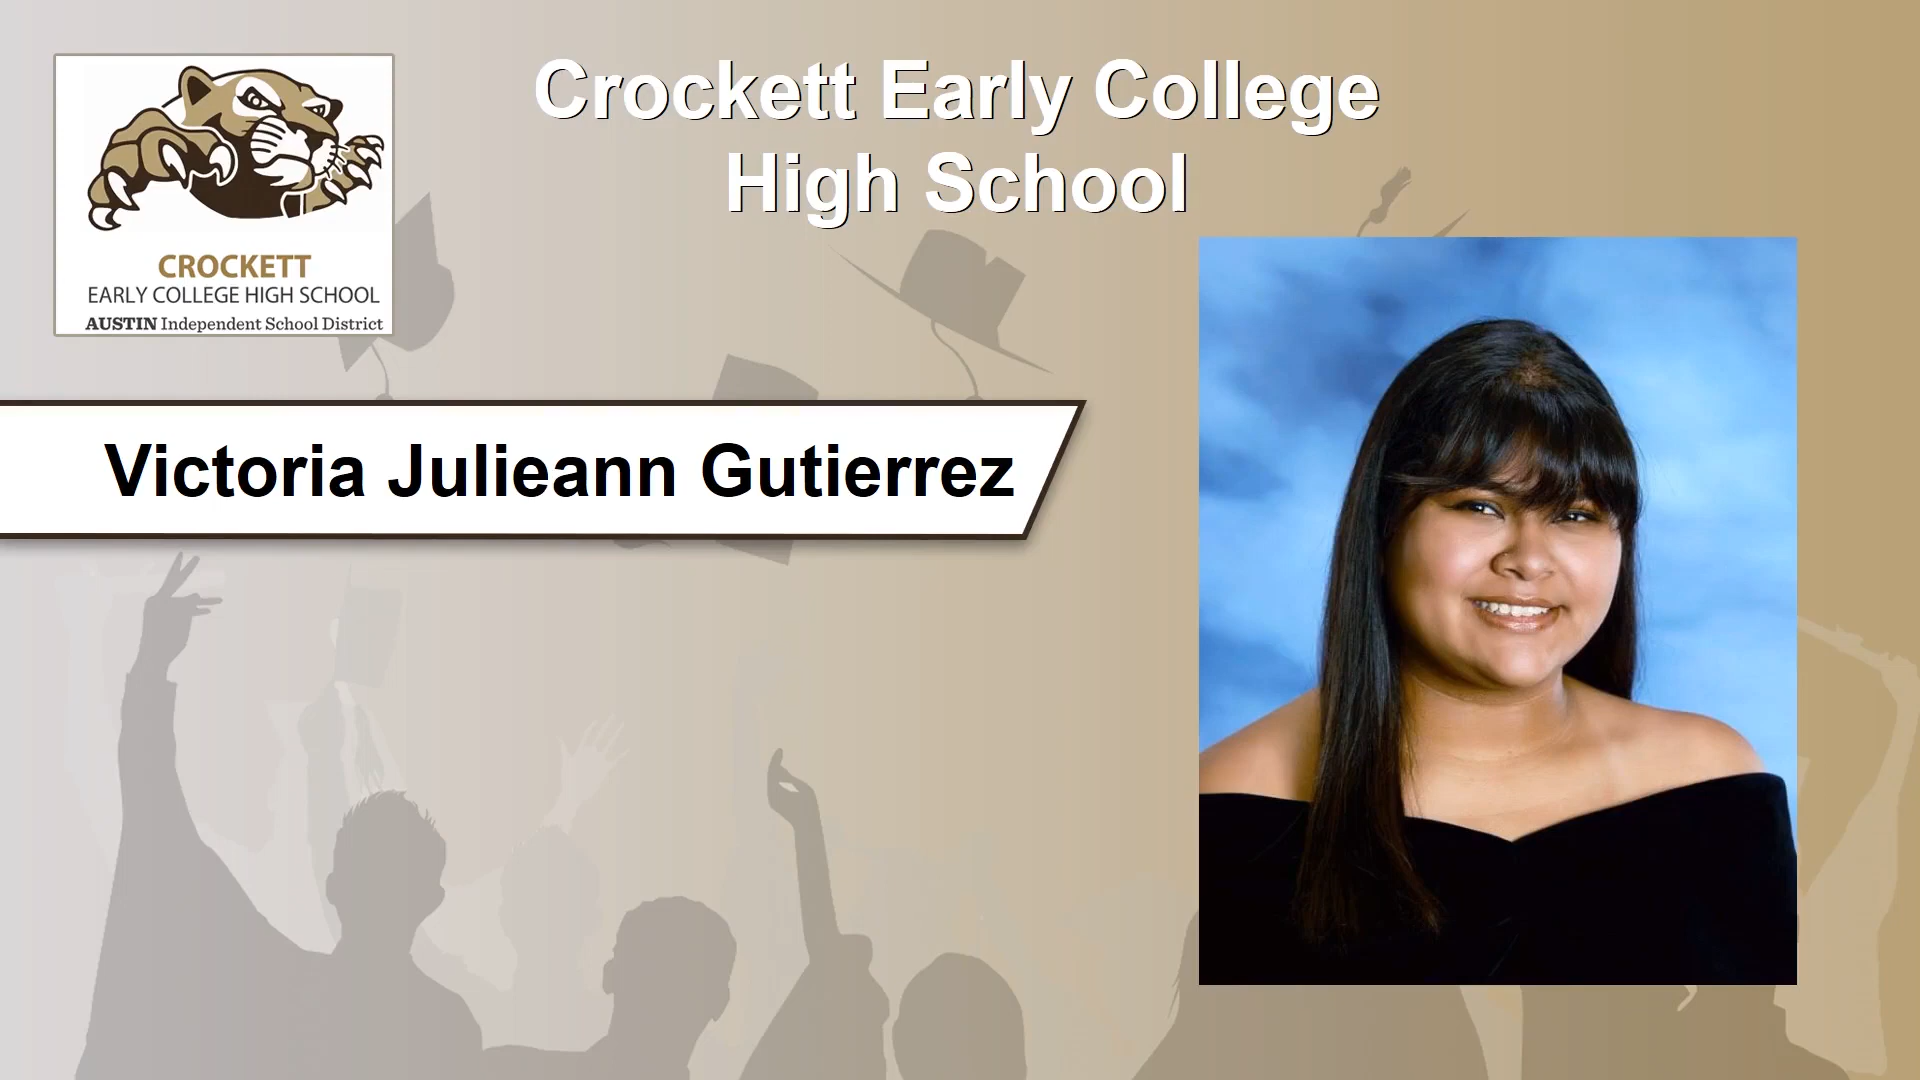 Crockett Early College
High School
CROCKETT
EARLY COLLEGE HIGH SCHOOL
AUSTIN Independent School District
Victoria Julieann Gutierrez